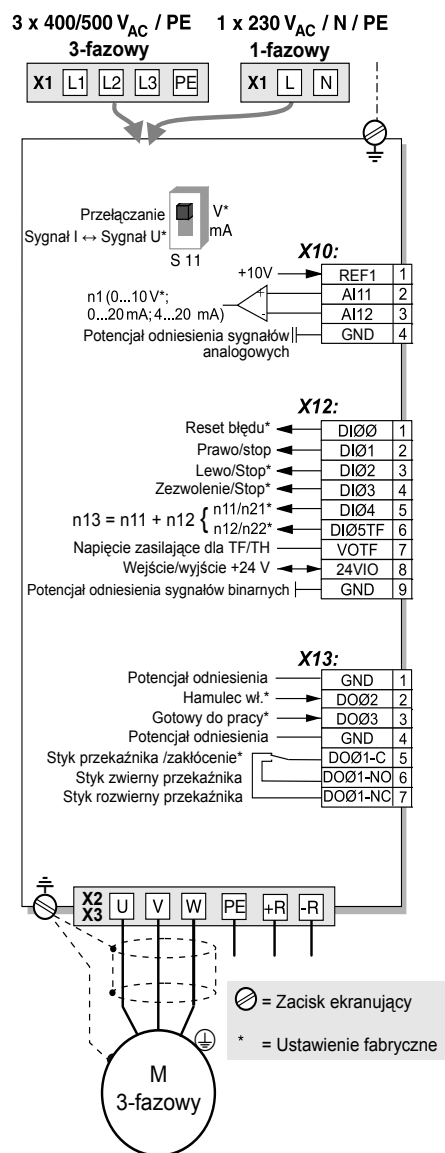 3 x 400/500 VAC / PE
3-fazowy
X1 L1 L2 L3 PE
1 x 230 VAC / N / PE
1-fazowy
X1 L N
Przełączanie
Sygnał I ↔ Sygnał U*
V*
mA
S 11
X10:
+10V REF1 1
n1 (0...10 V*;
0...20 mA; 4...20 mA)
+ AI11 2
- AI12 3
Potencjał odniesienia sygnałów
analogowych
GND 4
X12:
Reset błędu* DIØØ 1
Prawo/stop DIØ1 2
Lewo/Stop* DIØ2 3
Zezwolenie/Stop* DIØ3 4
n13 = n11 + n12 {
n11/n21* DIØ4 5
n12/n22* DIØ5TF 6
Napięcie zasilające dla TF/TH VOTF 7
Wejście/wyjście +24 V 24VIO 8
Potencjał odniesienia sygnałów binarnych GND 9
X13:
Potencjał odniesienia GND 1
Hamulec wł.* DOØ2 2
Gotowy do pracy* DOØ3 3
Potencjał odniesienia GND 4
Styk przekaźnika /zakłócenie* DOØ1-C 5
Styk zwierny przekaźnika DOØ1-NO 6
Styk rozwierny przekaźnika DOØ1-NC 7
X2
X3
U V W PE +R -R
= Zacisk ekranujący
* = Ustawienie fabryczne
M
3-fazowy